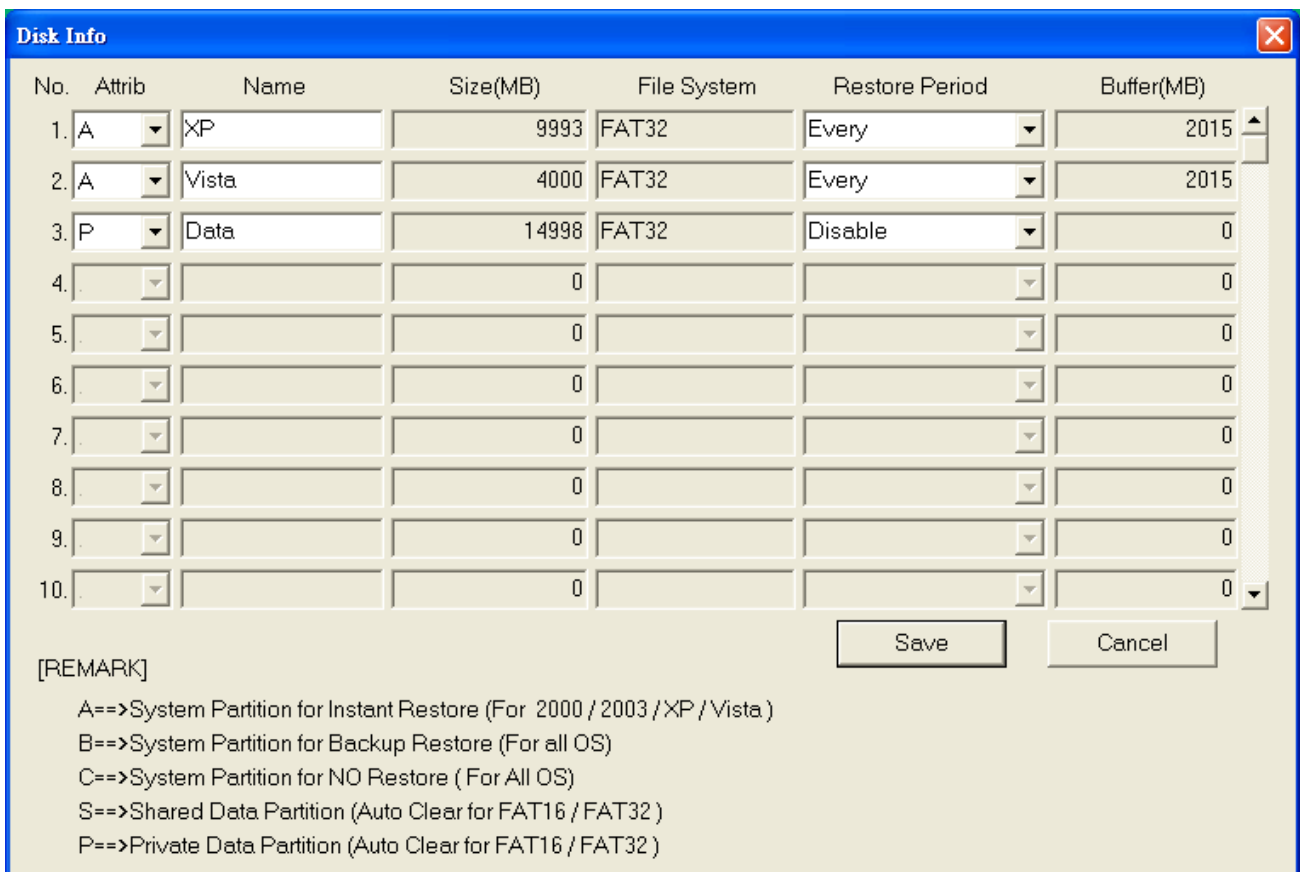 Disk Info
No. Attrib Name Size(MB) File System Restore Period Buffer(MB)
1. A XP 9993 FAT32 Every 2015
2. A Vista 4000 FAT32 Every 2015
3. P Data 14998 FAT32 Disable 0
4. . 0 0
5. . 0 0
6. . 0 0
7. . 0 0
8. . 0 0
9. . 0 0
10. . 0 0
Save Cancel
[REMARK]
A==>System Partition for Instant Restore (For 2000 / 2003 / XP / Vista )
B==>System Partition for Backup Restore (For all OS)
C==>System Partition for NO Restore ( For All OS)
S==>Shared Data Partition (Auto Clear for FAT16 / FAT32 )
P==>Private Data Partition (Auto Clear for FAT16 / FAT32 )